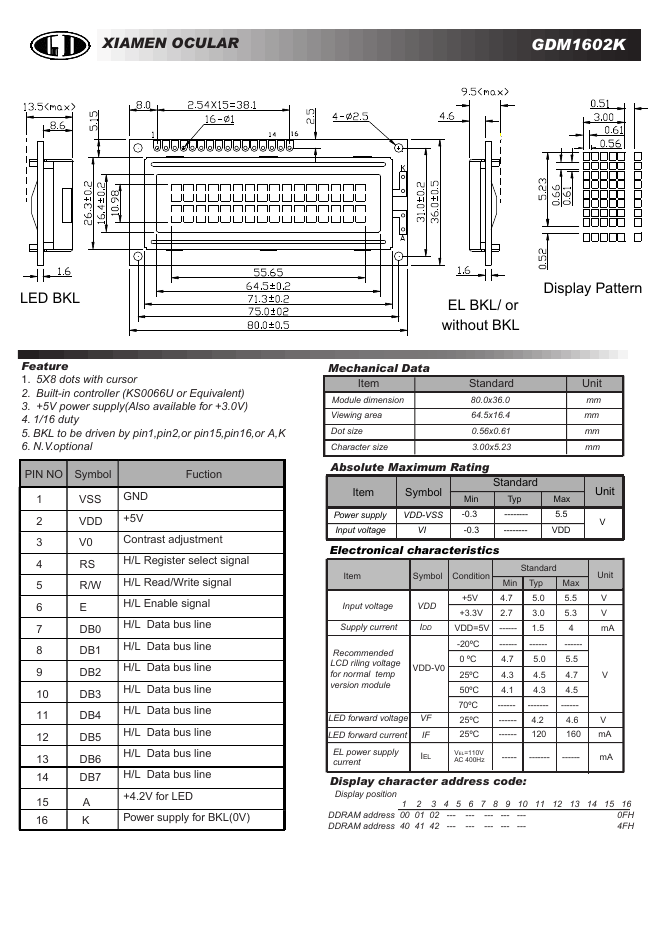 GD XIAMEN OCULAR GDM1602K
13.5(max)
8.6
5.15
8.0
2.54X15=38.1
16-Ø1
1
14
16
2.5
4-Ø2.5
9.5(max)
4.6
0.51
3.00
0.61
0.56
26.3±0.2
16.4±0.2
10.98
K
A
31.0±0.2
36.0±0.5
5.23
0.66
0.61
0.52
1.6
LED BKL
55.65
64.5±0.2
71.3±0.2
75.0±02
80.0±0.5
1.6
EL BKL/ or
without BKL
Display Pattern
Feature
1. 5X8 dots with cursor
2. Built-in controller (KS0066U or Equivalent)
3. +5V power supply(Also available for +3.0V)
4. 1/16 duty
5. BKL to be driven by pin1,pin2,or pin15,pin16,or A,K
6. N.V.optional
PIN NO Symbol Fuction
1 VSS GND
2 VDD +5V
3 V0 Contrast adjustment
4 RS H/L Register select signal
5 R/W H/L Read/Write signal
6 E H/L Enable signal
7 DB0 H/L Data bus line
8 DB1 H/L Data bus line
9 DB2 H/L Data bus line
10 DB3 H/L Data bus line
11 DB4 H/L Data bus line
12 DB5 H/L Data bus line
13 DB6 H/L Data bus line
14 DB7 H/L Data bus line
15 A +4.2V for LED
16 K Power supply for BKL(0V)
Mechanical Data
Item Standard Unit
Module dimension 80.0x36.0 mm
Viewing area 64.5x16.4 mm
Dot size 0.56x0.61 mm
Character size 3.00x5.23 mm
Absolute Maximum Rating
Item Symbol Standard Unit
Min Typ Max
Power supply VDD-VSS -0.3 -------- 5.5 V
Input voltage VI -0.3 -------- VDD
Electronical characteristics
Item Symbol Condition Standard Unit
Min Typ Max
Input voltage VDD +5V 4.7 5.0 5.5 V
+3.3V 2.7 3.0 5.3 V
Supply current IDD VDD=5V ------ 1.5 4 mA
Recommended
LCD riling voltage
for normal temp
version module
VDD-V0
-20ºC ------ ------ ------
0 ºC 4.7 5.0 5.5
25ºC 4.3 4.5 4.7 V
50ºC 4.1 4.3 4.5
70ºC ------ ------- ------
LED forward voltage VF 25ºC ------ 4.2 4.6 V
LED forward current IF 25ºC ------ 120 160 mA
EL power supply
current
IEL VEL=110V
AC 400Hz
----- ------- ------ mA
Display character address code:
Display position
1 2 3 4 5 6 7 8 9 10 11 12 13 14 15 16
DDRAM address 00 01 02 --- --- --- --- --- --- 0FH
DDRAM address 40 41 42 --- --- --- --- --- --- 4FH